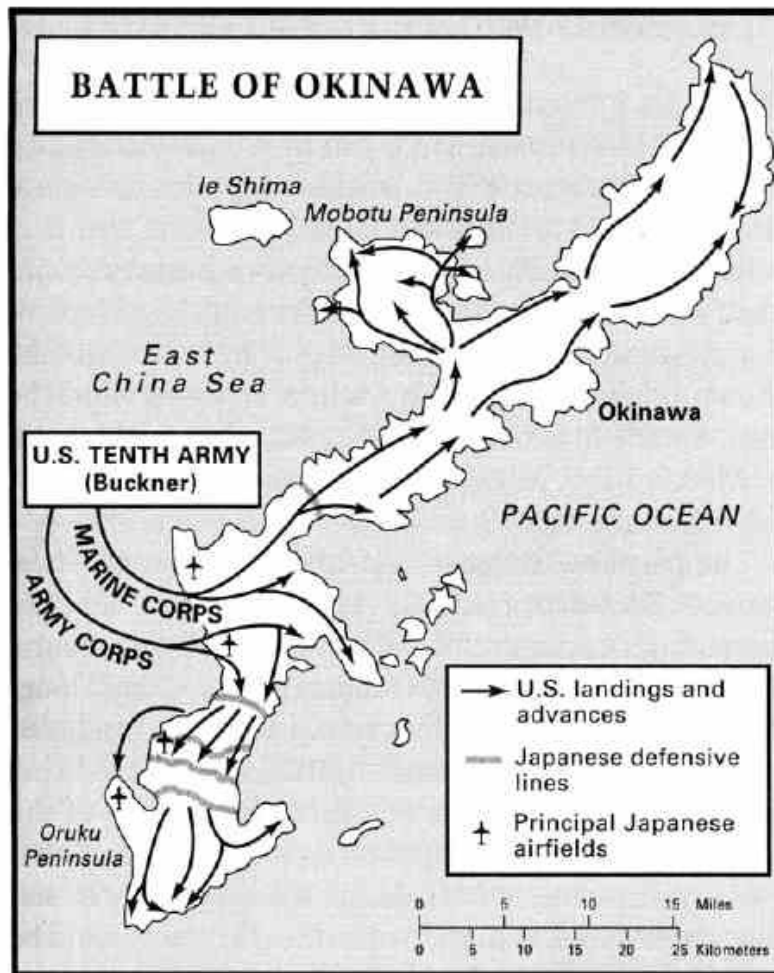 BATTLE OF OKINAWA
Ie Shima
Mobotu Peninsula
East
China Sea
Okinawa
U.S. TENTH ARMY
(Buckner)
PACIFIC OCEAN
MARINE CORPS
ARMY CORPS
U.S. landings and
advances
Japanese defensive
lines
Principal Japanese
airfields
Oruku
Peninsula
0 5 10 15 Miles
0 5 10 15 20 25 Kilometers